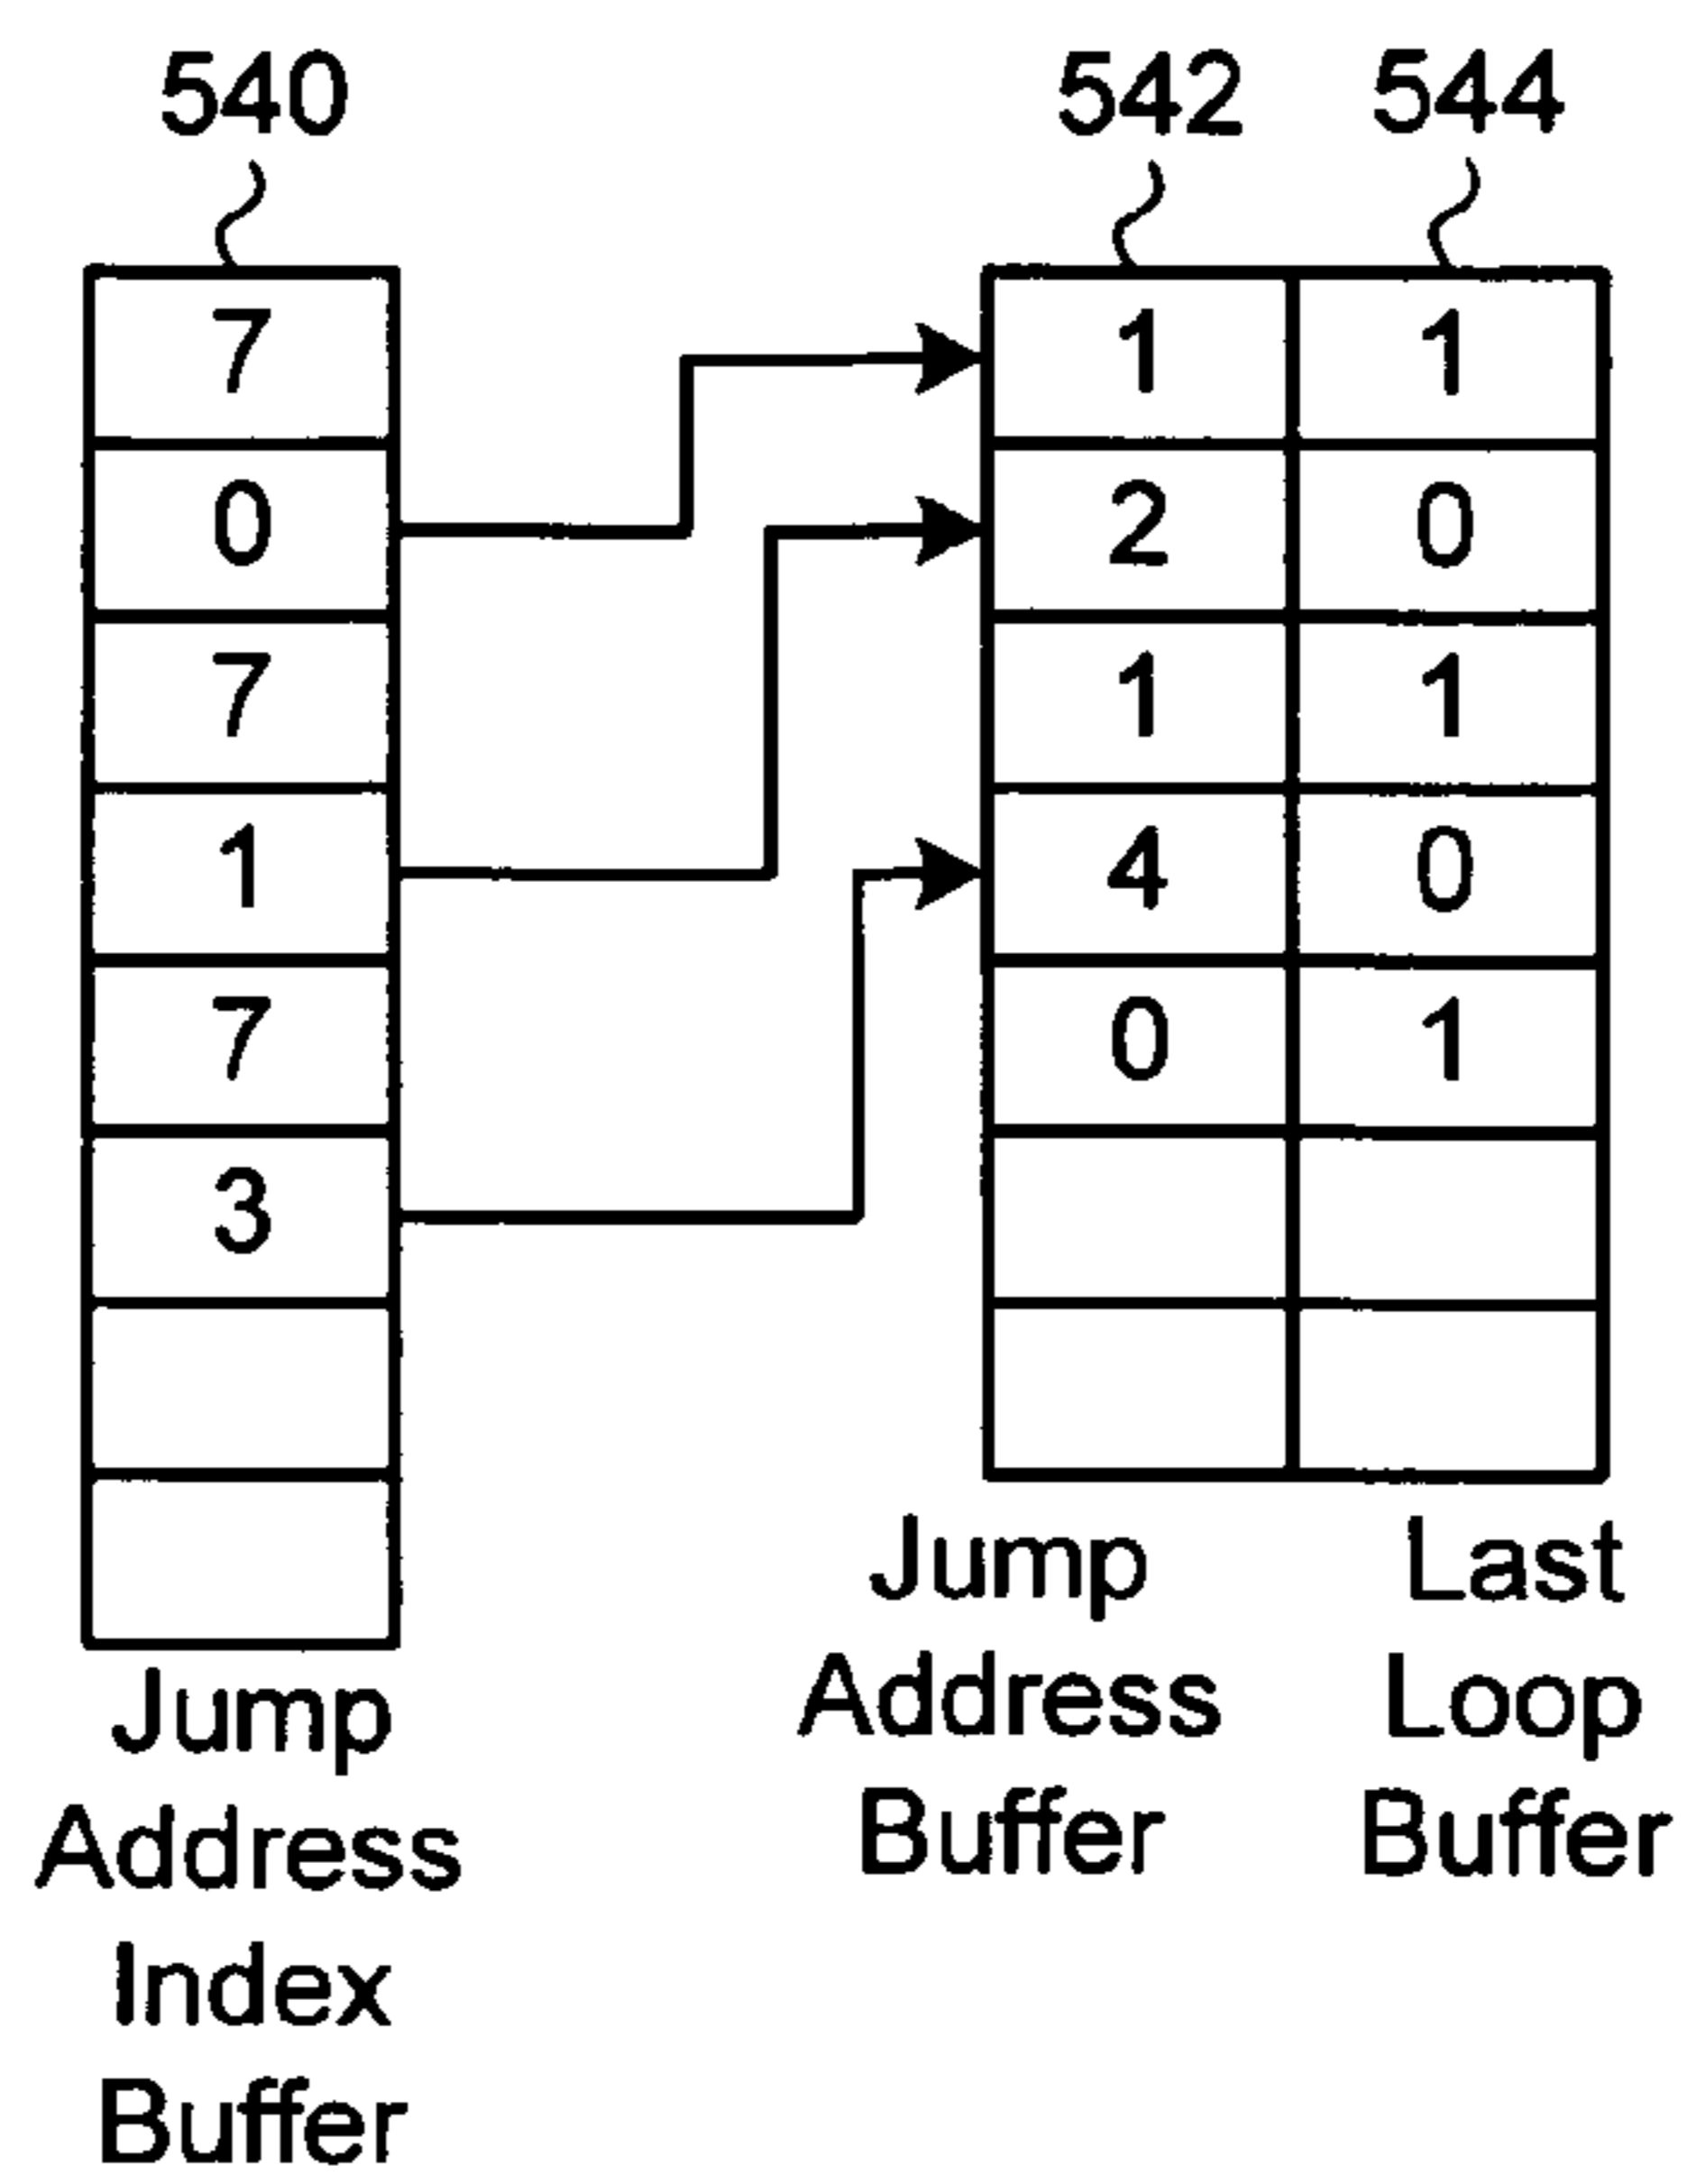 540 542 544
7 1 1
0 2 0
7 1 1
1 4 0
7 0 1
3
Jump Address Index Buffer
Jump Address Buffer
Last Loop Buffer